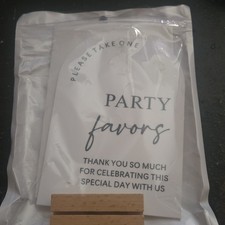 PLEASE TAKE ONE
PARTY
favors
THANK YOU SO MUCH
FOR CELEBRATING THIS
SPECIAL DAY WITH US